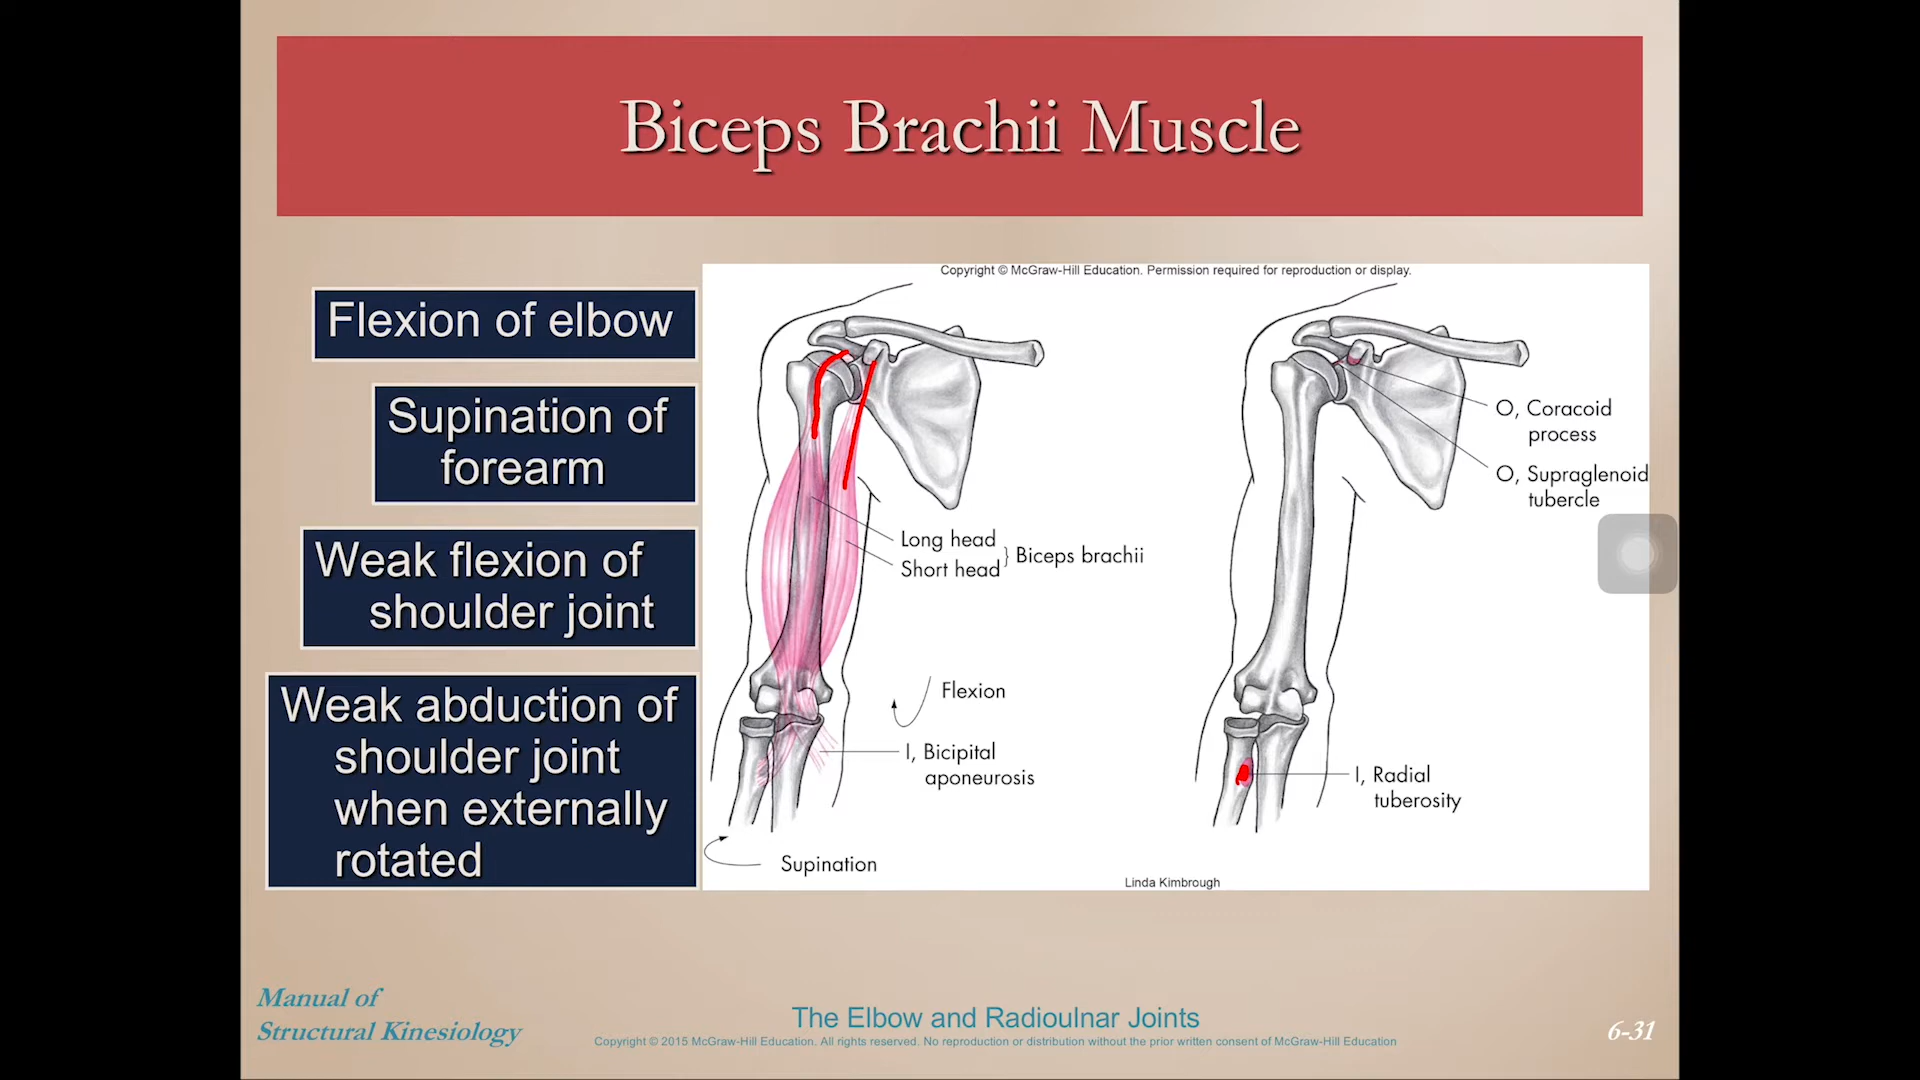 Biceps Brachii Muscle
Flexion of elbow
Supination of
forearm
Weak flexion of
shoulder joint
Weak abduction of
shoulder joint
when externally
rotated
Copyright © McGraw-Hill Education. Permission required for reproduction or display.
Long head
Short head
} Biceps brachii
Flexion
I, Bicipital
aponeurosis
Supination
O, Coracoid
process
O, Supraglenoid
tubercle
I, Radial
tuberosity
Linda Kimbrough
Manual of
Structural Kinesiology
The Elbow and Radioulnar Joints
Copyright © 2015 McGraw-Hill Education. All rights reserved. No reproduction or distribution without the prior written consent of McGraw-Hill Education
6-31